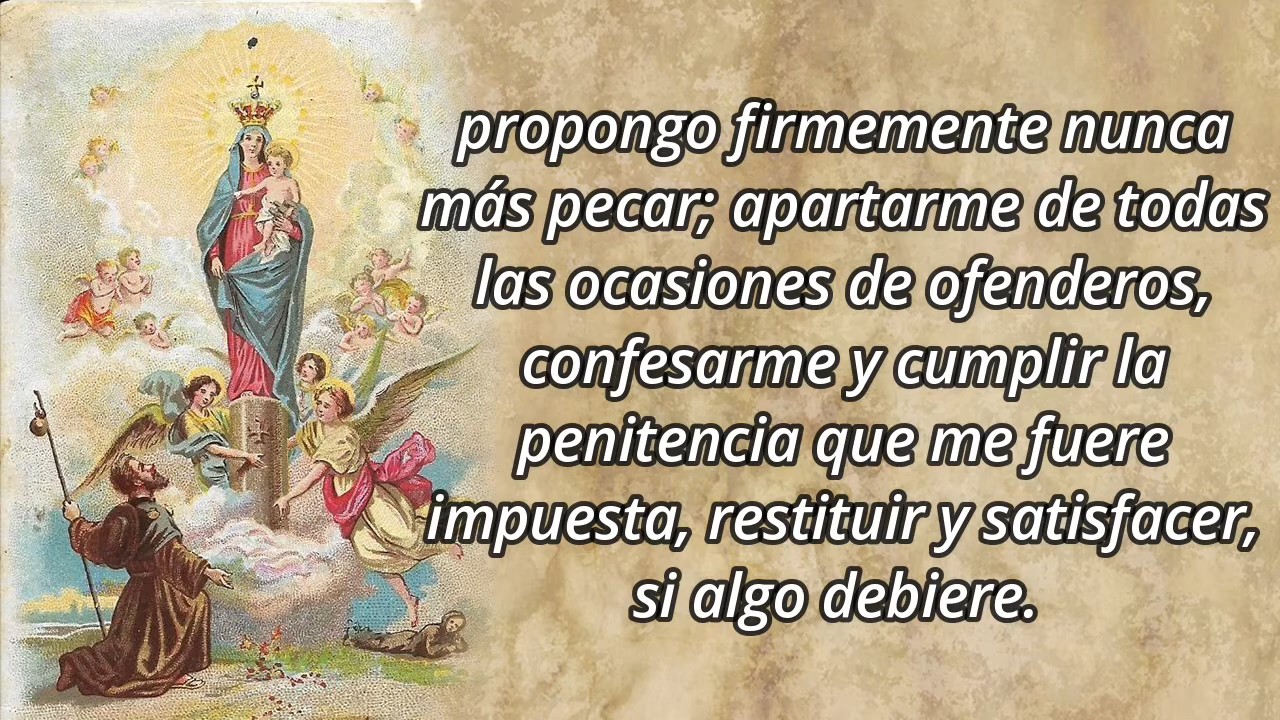 propongo firmemente nunca
más pecar; apartarme de todas
las ocasiones de ofenderos,
confesarme y cumplir la
penitencia que me fuere
impuesta, restituir y satisfacer,
si algo debiere.